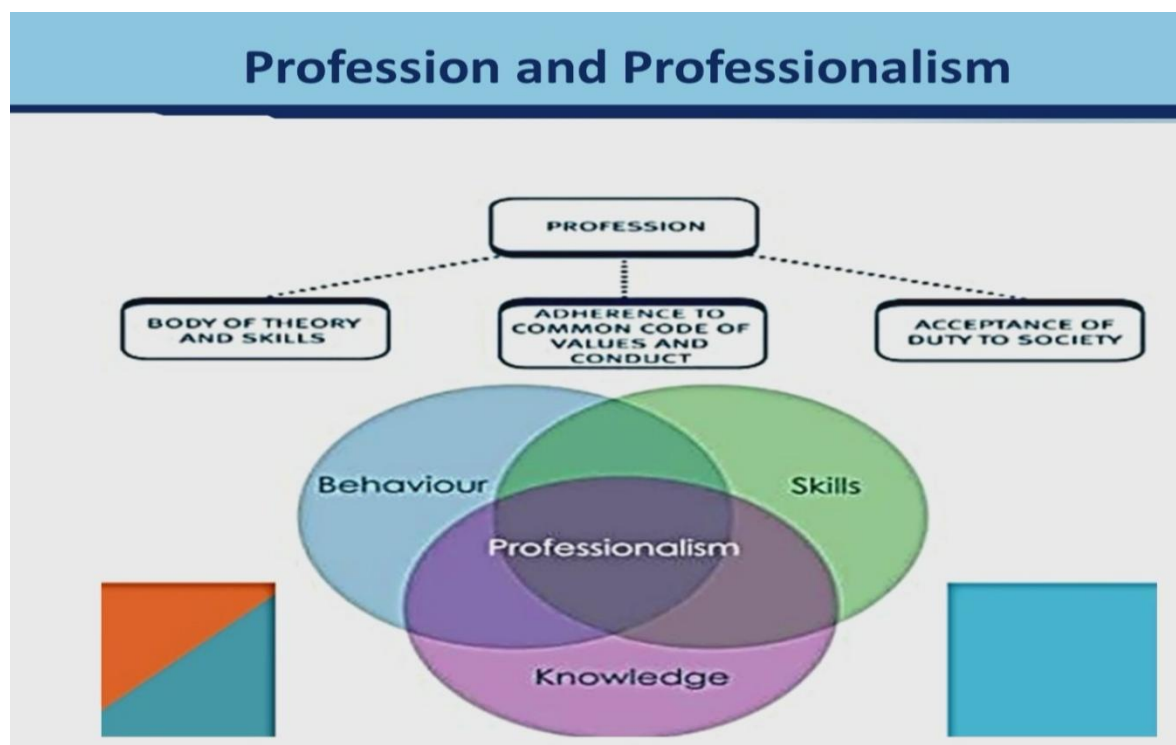 Profession and Professionalism
PROFESSION
BODY OF THEORY
AND SKILLS
ADHERENCE TO
COMMON CODE OF
VALUES AND
CONDUCT
ACCEPTANCE OF
DUTY TO SOCIETY
Behaviour
Skills
Professionalism
Knowledge